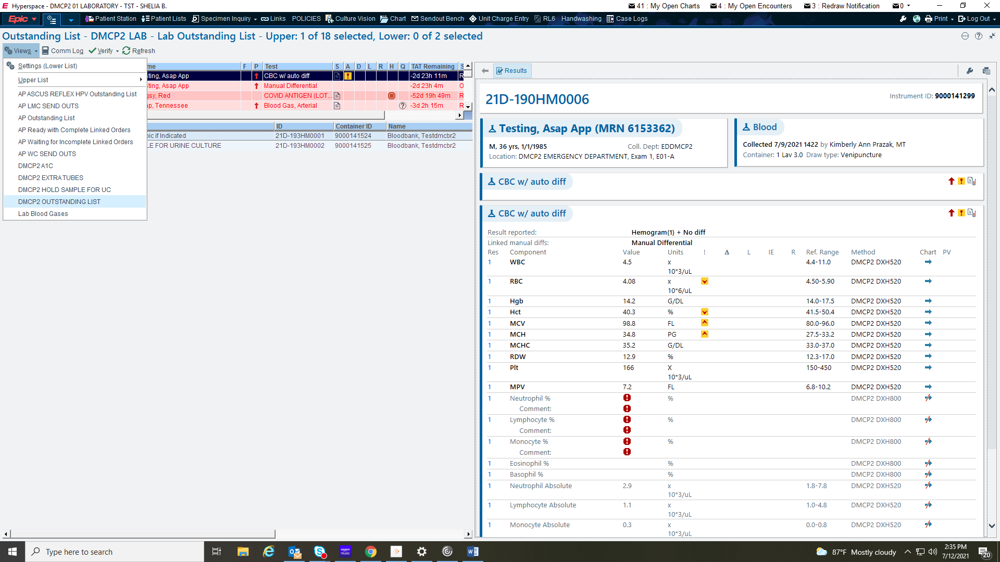 Hyperspace - DMCP2 01 LABORATORY - TST - SHELIA B.
41 : My Open Charts 4 : My Open Encounters 3 : Redraw Notification 0
Epic Patient Station Patient Lists Specimen Inquiry Links POLICIES Culture Vision Chart Sendout Bench Unit Charge Entry RL6 Handwashing Case Logs Print Log Out
Outstanding List - DMCP2 LAB - Lab Outstanding List - Upper: 1 of 18 selected, Lower: 0 of 2 selected
Views Comm Log Verify Refresh
Settings (Lower List)
Upper List
AP ASCUS REFLEX HPV Outstanding List
AP LMC SEND OUTS
AP Outstanding List
AP Ready with Complete Linked Orders
AP Waiting for Incomplete Linked Orders
AP WC SEND OUTS
DMCP2 A1C
DMCP2 EXTRA TUBES
DMCP2 HOLD SAMPLE FOR UC
DMCP2 OUTSTANDING LIST
Lab Blood Gases
me F P Test S A D L R H Q TAT Remaining S
ting, Asap App CBC w/ auto diff -2d 23h 11m R
ting, Asap App Manual Differential -2d 23h 4m O
gsy, Red COVID ANTIGEN (LOT... -52d 19h 49m R
p, Tennessee Blood Gas, Arterial -3d 2h 15m R
ID Container ID Name
ic if Indicated 21D-193HM0001 9000141524 Bloodbank, Testdmcbr2
LE FOR URINE CULTURE 21D-193HM0002 9000141525 Bloodbank, Testdmcbr2
Results
21D-190HM0006
Instrument ID: 9000141299
Testing, Asap App (MRN 6153362)
M, 36 yrs, 1/1/1985 Coll. Dept: EDDMCP2
Location: DMCP2 EMERGENCY DEPARTMENT, Exam 1, E01-A
Blood
Collected 7/9/2021 1422 by Kimberly Ann Prazak, MT
Container: 1 Lav 3.0 Draw type: Venipuncture
CBC w/ auto diff
CBC w/ auto diff
Result reported: Hemogram{1} + No diff
Linked manual diffs: Manual Differential
Res Component Value Units ! Δ L IE R Ref. Range Method Chart PV
1 WBC 4.5 x 4.4-11.0 DMCP2 DXH520
10*3/uL
1 RBC 4.08 x 4.50-5.90 DMCP2 DXH520
10*6/uL
1 Hgb 14.2 G/DL 14.0-17.5 DMCP2 DXH520
1 Hct 40.3 % 41.5-50.4 DMCP2 DXH520
1 MCV 98.8 FL 80.0-96.0 DMCP2 DXH520
1 MCH 34.8 PG 27.5-33.2 DMCP2 DXH520
1 MCHC 35.2 G/DL 33.0-37.0 DMCP2 DXH520
1 RDW 12.9 % 12.3-17.0 DMCP2 DXH520
1 Plt 166 X 150-450 DMCP2 DXH520
10*3/uL
1 MPV 7.2 FL 6.8-10.2 DMCP2 DXH520
1 Neutrophil % % DMCP2 DXH800
Comment:
1 Lymphocyte % % DMCP2 DXH800
Comment:
1 Monocyte % % DMCP2 DXH800
Comment:
1 Eosinophil % % DMCP2 DXH800
1 Basophil % % DMCP2 DXH800
1 Neutrophil Absolute 2.9 x 1.8-7.8 DMCP2 DXH520
10*3/uL
1 Lymphocyte Absolute 1.1 x 1.0-4.8 DMCP2 DXH520
10*3/uL
1 Monocyte Absolute 0.3 x 0.0-0.8 DMCP2 DXH520
10*3/uL
Type here to search
amazon music
87°F Mostly cloudy
2:35 PM
7/12/2021
20